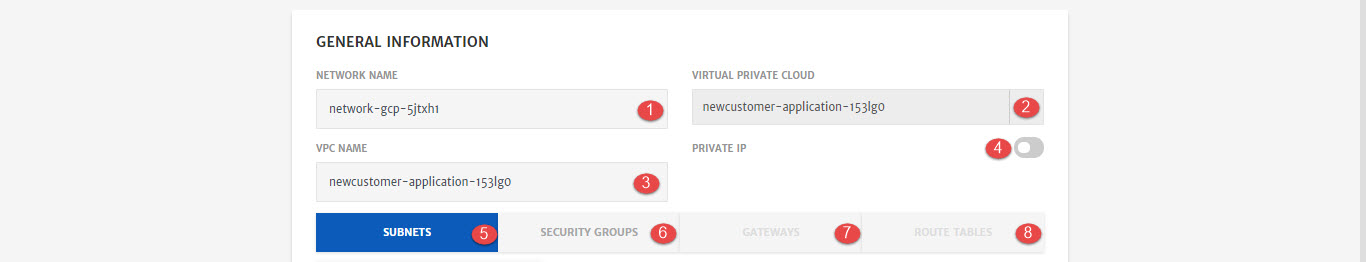 GENERAL INFORMATION
NETWORK NAME
network-gcp-5jtxh1 1
VIRTUAL PRIVATE CLOUD
newcustomer-application-153lg0 2
VPC NAME
newcustomer-application-153lg0 3
PRIVATE IP 4
SUBNETS 5 SECURITY GROUPS 6 GATEWAYS 7 ROUTE TABLES 8